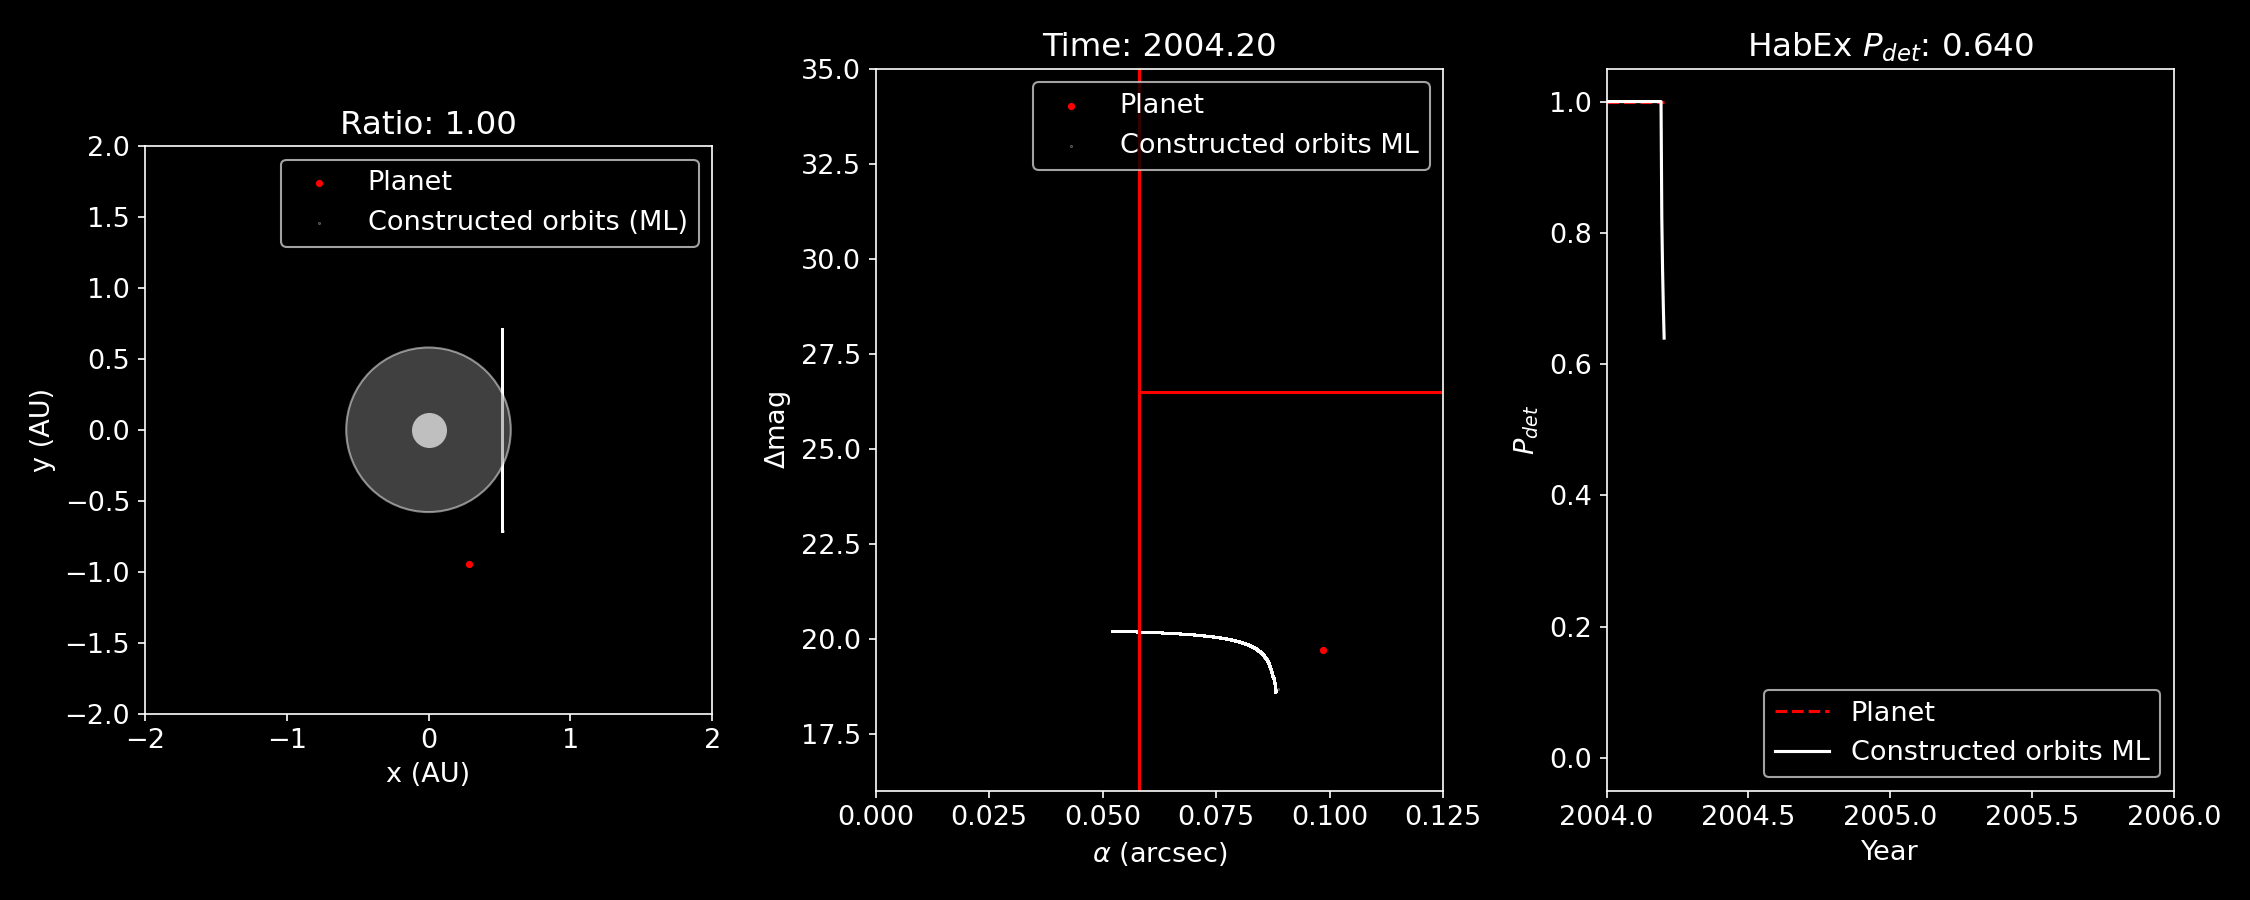 Ratio: 1.00
Planet
Constructed orbits (ML)
2.0
1.5
1.0
0.5
0.0
−0.5
−1.0
−1.5
−2.0
y (AU)
−2
−1
0
1
2
x (AU)
Time: 2004.20
Planet
Constructed orbits ML
35.0
32.5
30.0
27.5
25.0
22.5
20.0
17.5
Δmag
0.000
0.025
0.050
0.075
0.100
0.125
α (arcsec)
HabEx P_det: 0.640
1.0
0.8
0.6
0.4
0.2
0.0
P_det
Planet
Constructed orbits ML
2004.0
2004.5
2005.0
2005.5
2006.0
Year